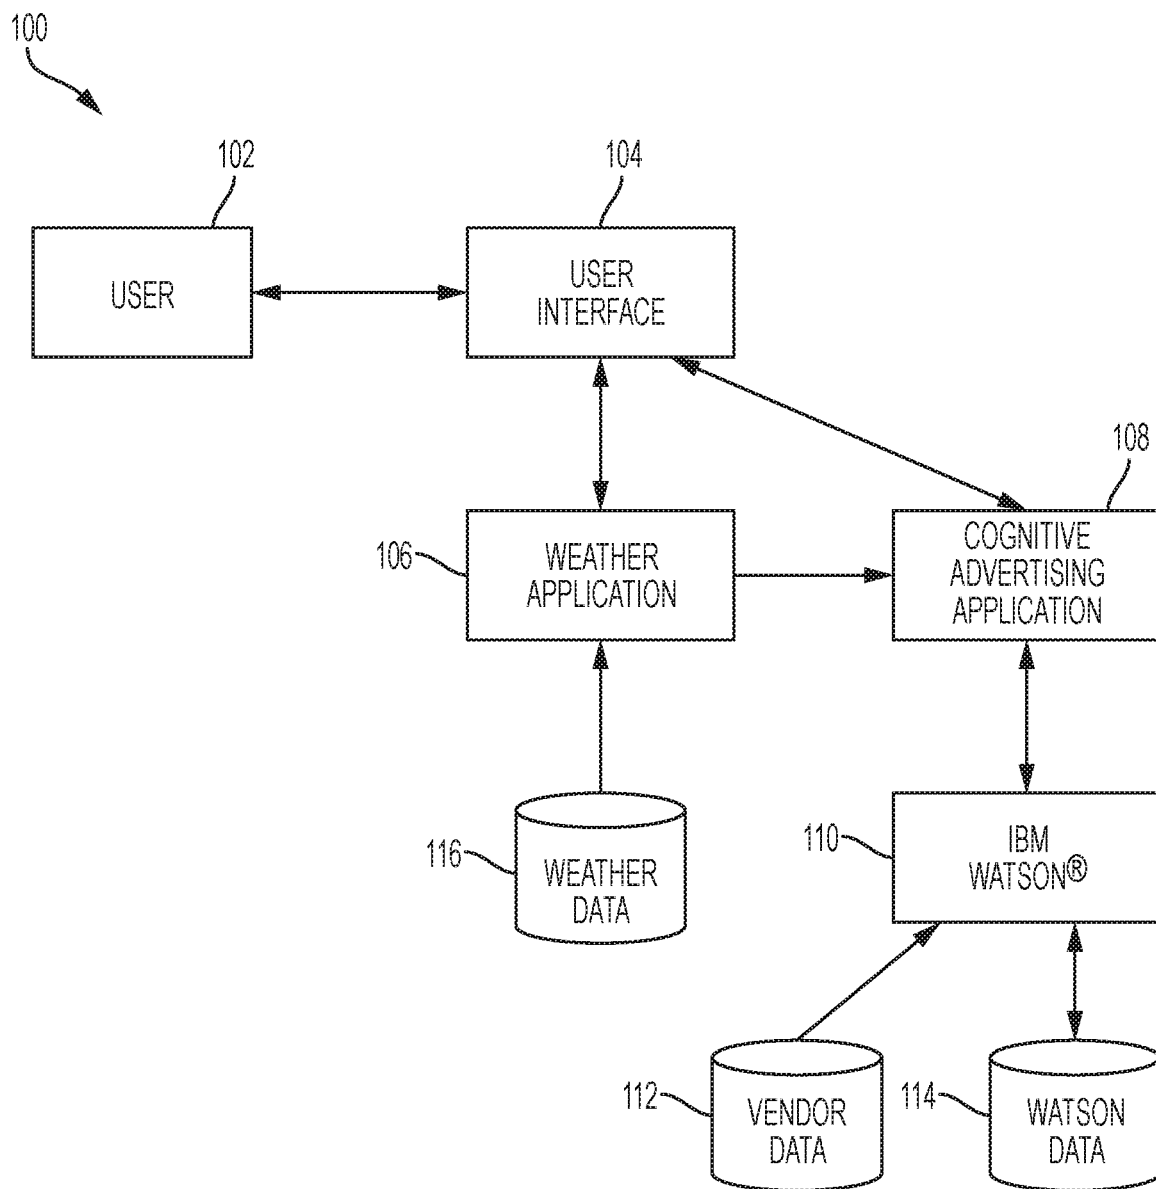 100
102
104
USER
USER
INTERFACE
108
106
WEATHER
APPLICATION
COGNITIVE
ADVERTISING
APPLICATION
116
WEATHER
DATA
110
IBM
WATSON®
112
VENDOR
DATA
114
WATSON
DATA